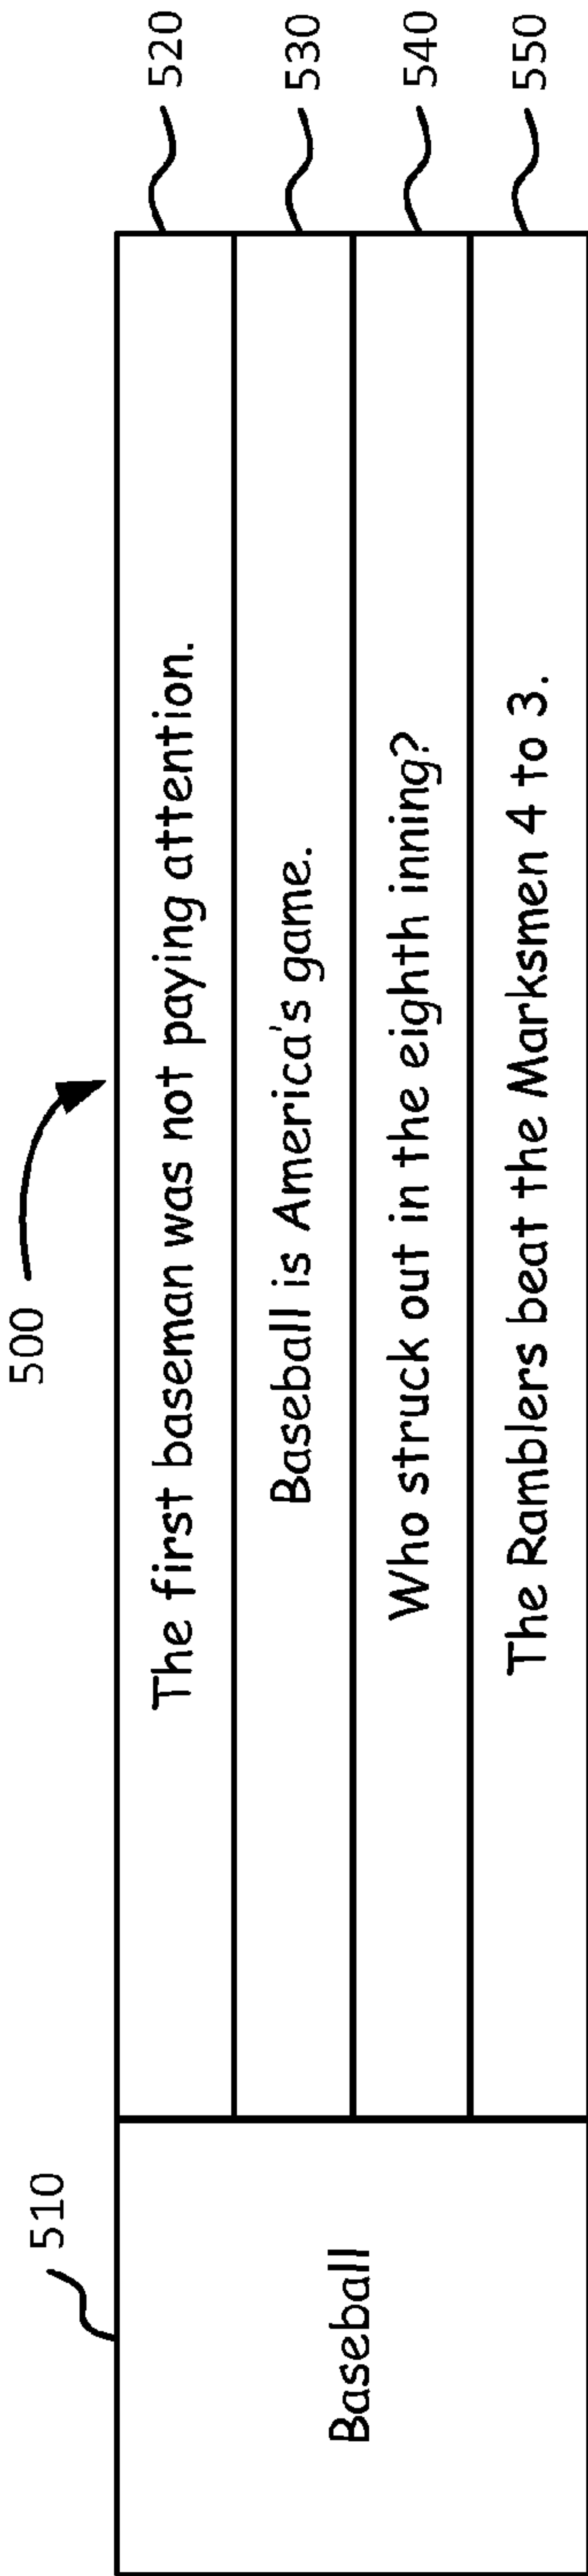 500
510
Baseball
The first baseman was not paying attention.
520
Baseball is America's game.
530
Who struck out in the eighth inning?
540
The Ramblers beat the Marksmen 4 to 3.
550